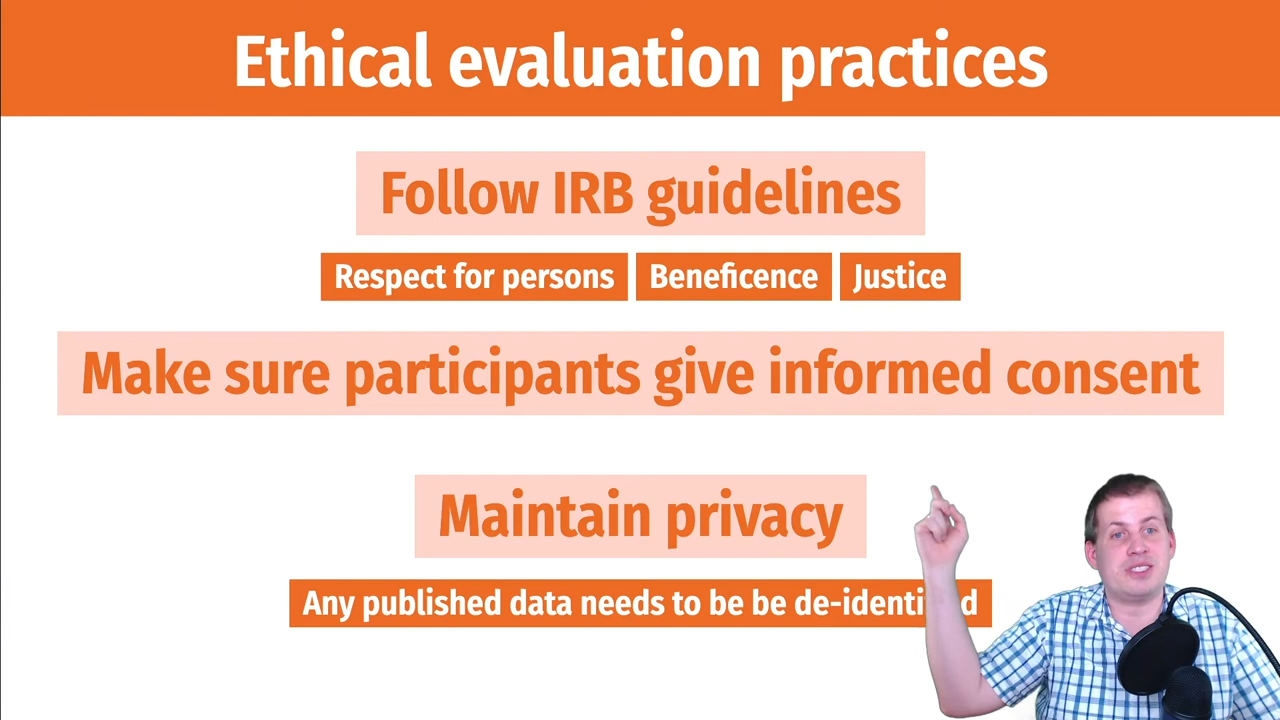 Ethical evaluation practices
Follow IRB guidelines
Respect for persons Beneficence Justice
Make sure participants give informed consent
Maintain privacy
Any published data needs to be be